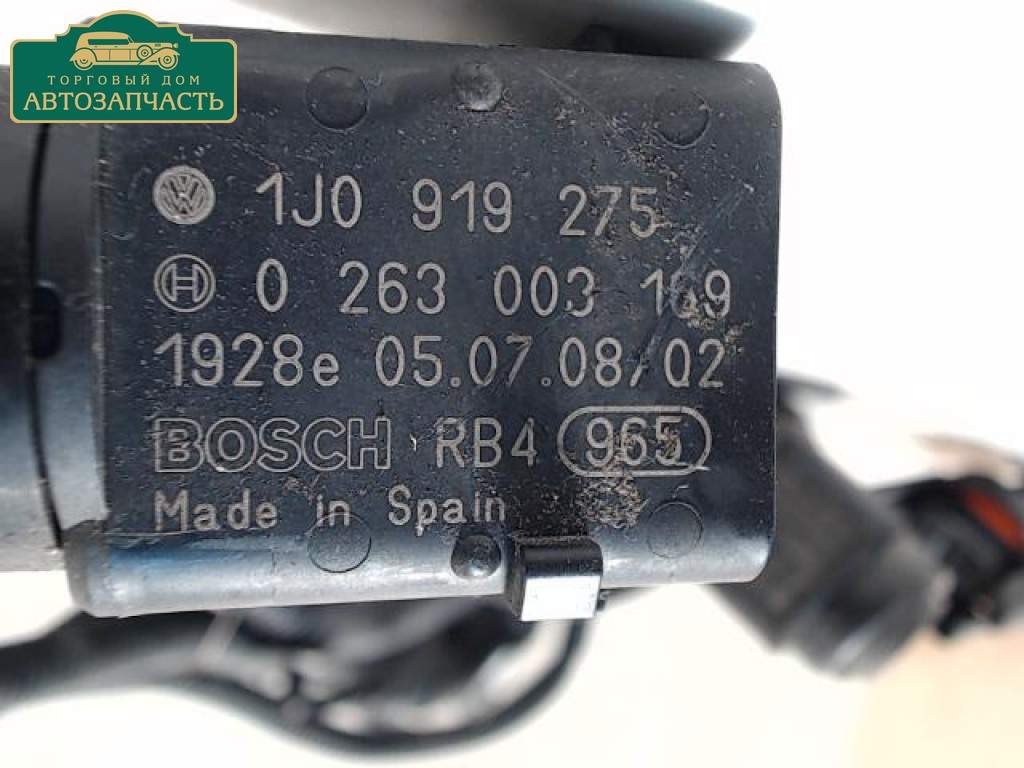 ТОРГОВЫЙ ДОМ
АВТОЗАПЧАСТЬ
1J0 919 275
0 263 003 169
1928e 05.07.08/02
BOSCH RB4 965
Made in Spain